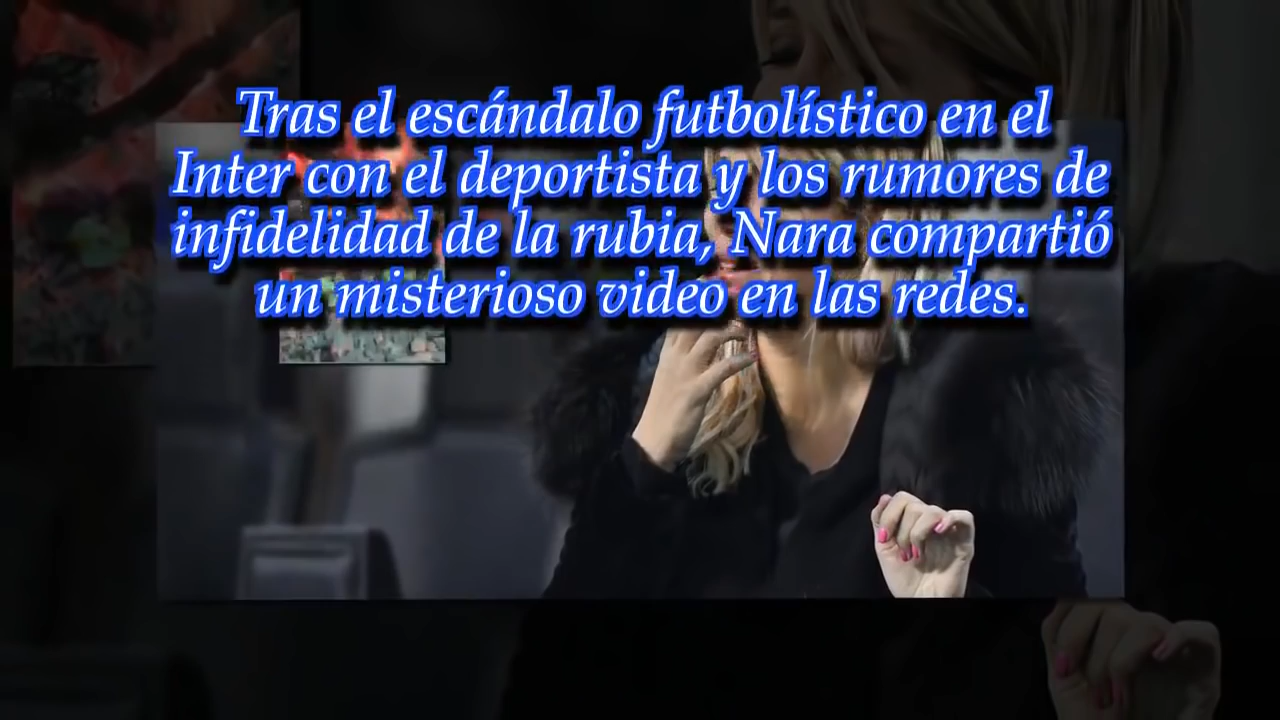 Tras el escándalo futbolístico en el
Inter con el deportista y los rumores de
infidelidad de la rubia, Nara compartió
un misterioso video en las redes.